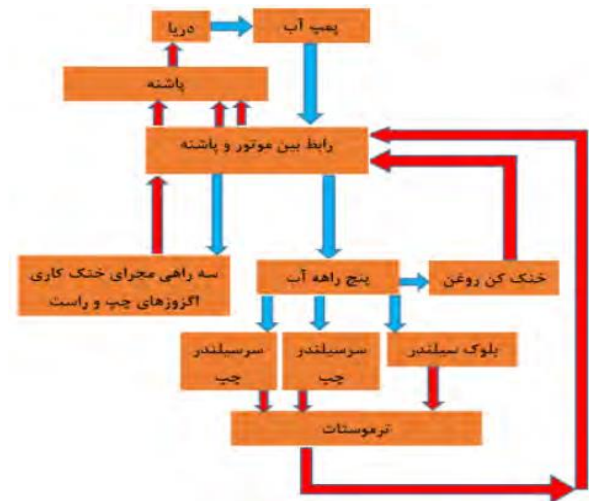 دریا
پمپ آب
پاشنه
رابط بین موتور و پاشنه
سه راهی مجرای خنک کاری
اگزوزهای چپ و راست
پنج راهه آب
خنک کن روغن
سرسیلندر
چپ
سرسیلندر
چپ
بلوک سیلندر
ترموستات